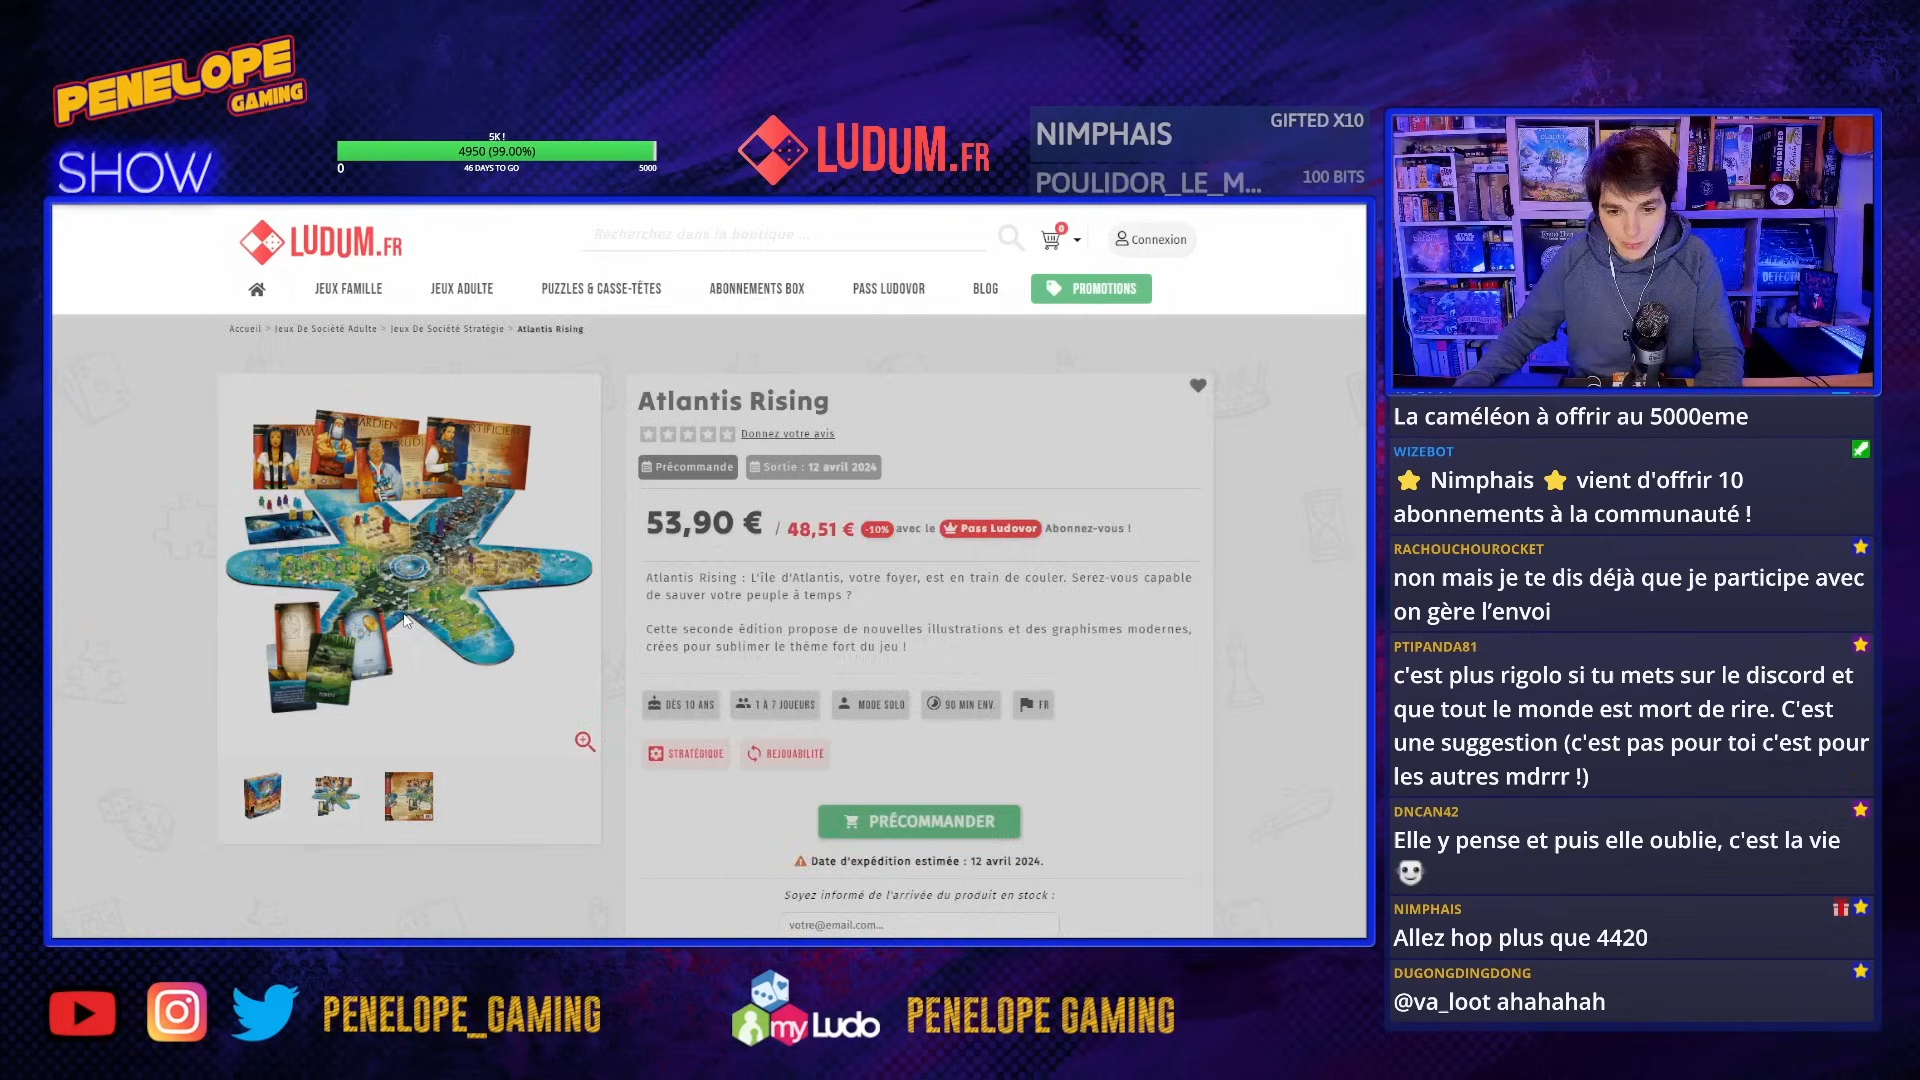 PENELOPE
GAMING
SHOW
5K!
4950 (99.00%)
0
46 DAYS TO GO
5000
LUDUM.FR
NIMPHAIS
GIFTED X10
POULIDOR_LE_M...
100 BITS
LUDUM.FR
Recherchez dans la boutique ...
0
Connexion
JEUX FAMILLE
JEUX ADULTE
PUZZLES & CASSE-TÊTES
ABONNEMENTS BOX
PASS LUDOVOR
BLOG
PROMOTIONS
Accueil > Jeux De Société Adulte > Jeux De Société Stratégie > Atlantis Rising
Atlantis Rising
Donnez votre avis
Précommande
Sortie : 12 avril 2024
53,90 € / 48,51 € -10% avec le Pass Ludovor Abonnez-vous !
Atlantis Rising : L'île d'Atlantis, votre foyer, est en train de couler. Serez-vous capable
de sauver votre peuple à temps ?
Cette seconde édition propose de nouvelles illustrations et des graphismes modernes,
crées pour sublimer le thème fort du jeu !
DÈS 10 ANS
1 À 7 JOUEURS
MODE SOLO
90 MIN ENV.
FR
STRATÉGIQUE
REJOUABILITÉ
PRÉCOMMANDER
Date d'expédition estimée : 12 avril 2024.
Soyez informé de l'arrivée du produit en stock :
votre@email.com...
La caméléon à offrir au 5000eme
WIZEBOT
Nimphais vient d'offrir 10
abonnements à la communauté !
RACHOUCHOUROCKET
non mais je te dis déjà que je participe avec
on gère l'envoi
PTIPANDA81
c'est plus rigolo si tu mets sur le discord et
que tout le monde est mort de rire. C'est
une suggestion (c'est pas pour toi c'est pour
les autres mdrrr !)
DNCAN42
Elle y pense et puis elle oublie, c'est la vie
NIMPHAIS
Allez hop plus que 4420
DUGONGDINGDONG
@va_loot ahahahah
PENELOPE_GAMING
myLudo
PENELOPE GAMING